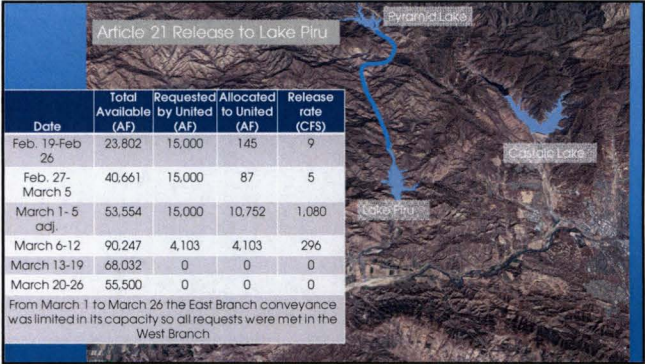 Article 21 Release to Lake Piru
Pyramid Lake
Castaic Lake
Lake Piru
Date
Total Available (AF)
Requested by United (AF)
Allocated to United (AF)
Release rate (CFS)
Feb. 19-Feb 26 23,802 15,000 145 9
Feb. 27- March 5 40,661 15,000 87 5
March 1- 5 adj. 53,554 15,000 10,752 1,080
March 6-12 90,247 4,103 4,103 296
March 13-19 68,032 0 0 0
March 20-26 55,500 0 0 0
From March 1 to March 26 the East Branch conveyance
was limited in its capacity so all requests were met in the
West Branch